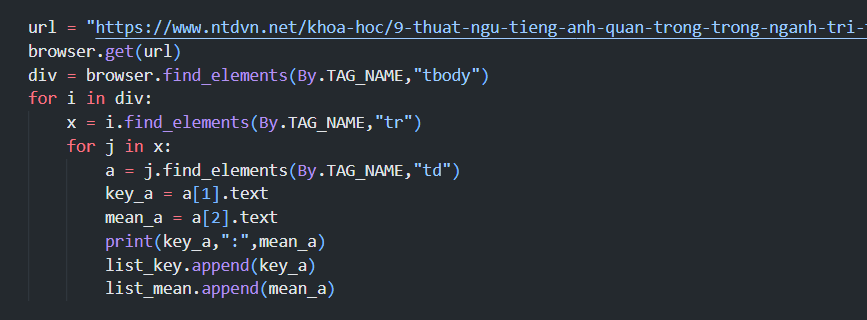 url = "https://www.ntdvn.net/khoa-hoc/9-thuat-ngu-tieng-anh-quan-trong-trong-nganh-tri-
browser.get(url)
div = browser.find_elements(By.TAG_NAME,"tbody")
for i in div:
    x = i.find_elements(By.TAG_NAME,"tr")
    for j in x:
        a = j.find_elements(By.TAG_NAME,"td")
        key_a = a[1].text
        mean_a = a[2].text
        print(key_a,":",mean_a)
        list_key.append(key_a)
        list_mean.append(mean_a)